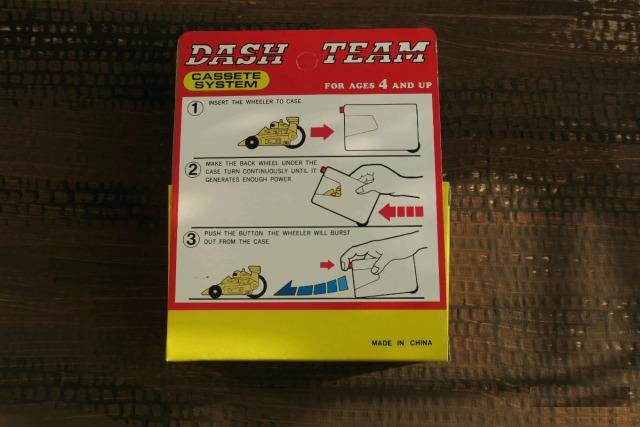 DASH TEAM
CASSETE
SYSTEM
FOR AGES 4 AND UP
1 INSERT THE WHEELER TO CASE.
2 MAKE THE BACK WHEEL UNDER THE
CASE TURN CONTINUOUSLY UNTIL IT
GENERATES ENOUGH POWER.
3 PUSH THE BUTTON. THE WHEELER WILL BURST
OUT FROM THE CASE.
MADE IN CHINA